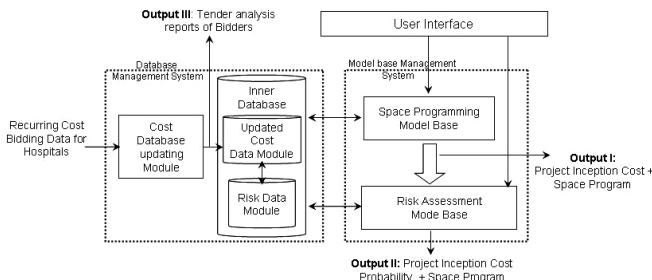 Output III: Tender analysis
reports of Bidders
User Interface
Database
Management System
Model base Management
System
Inner
Database
Recurring Cost
Bidding Data for
Hospitals
Cost
Database
updating
Module
Updated
Cost
Data Module
Risk Data
Module
Space Programming
Model Base
Output I:
Project Inception Cost +
Space Program
Risk Assessment
Mode Base
Output II: Project Inception Cost
Probability + Space Program